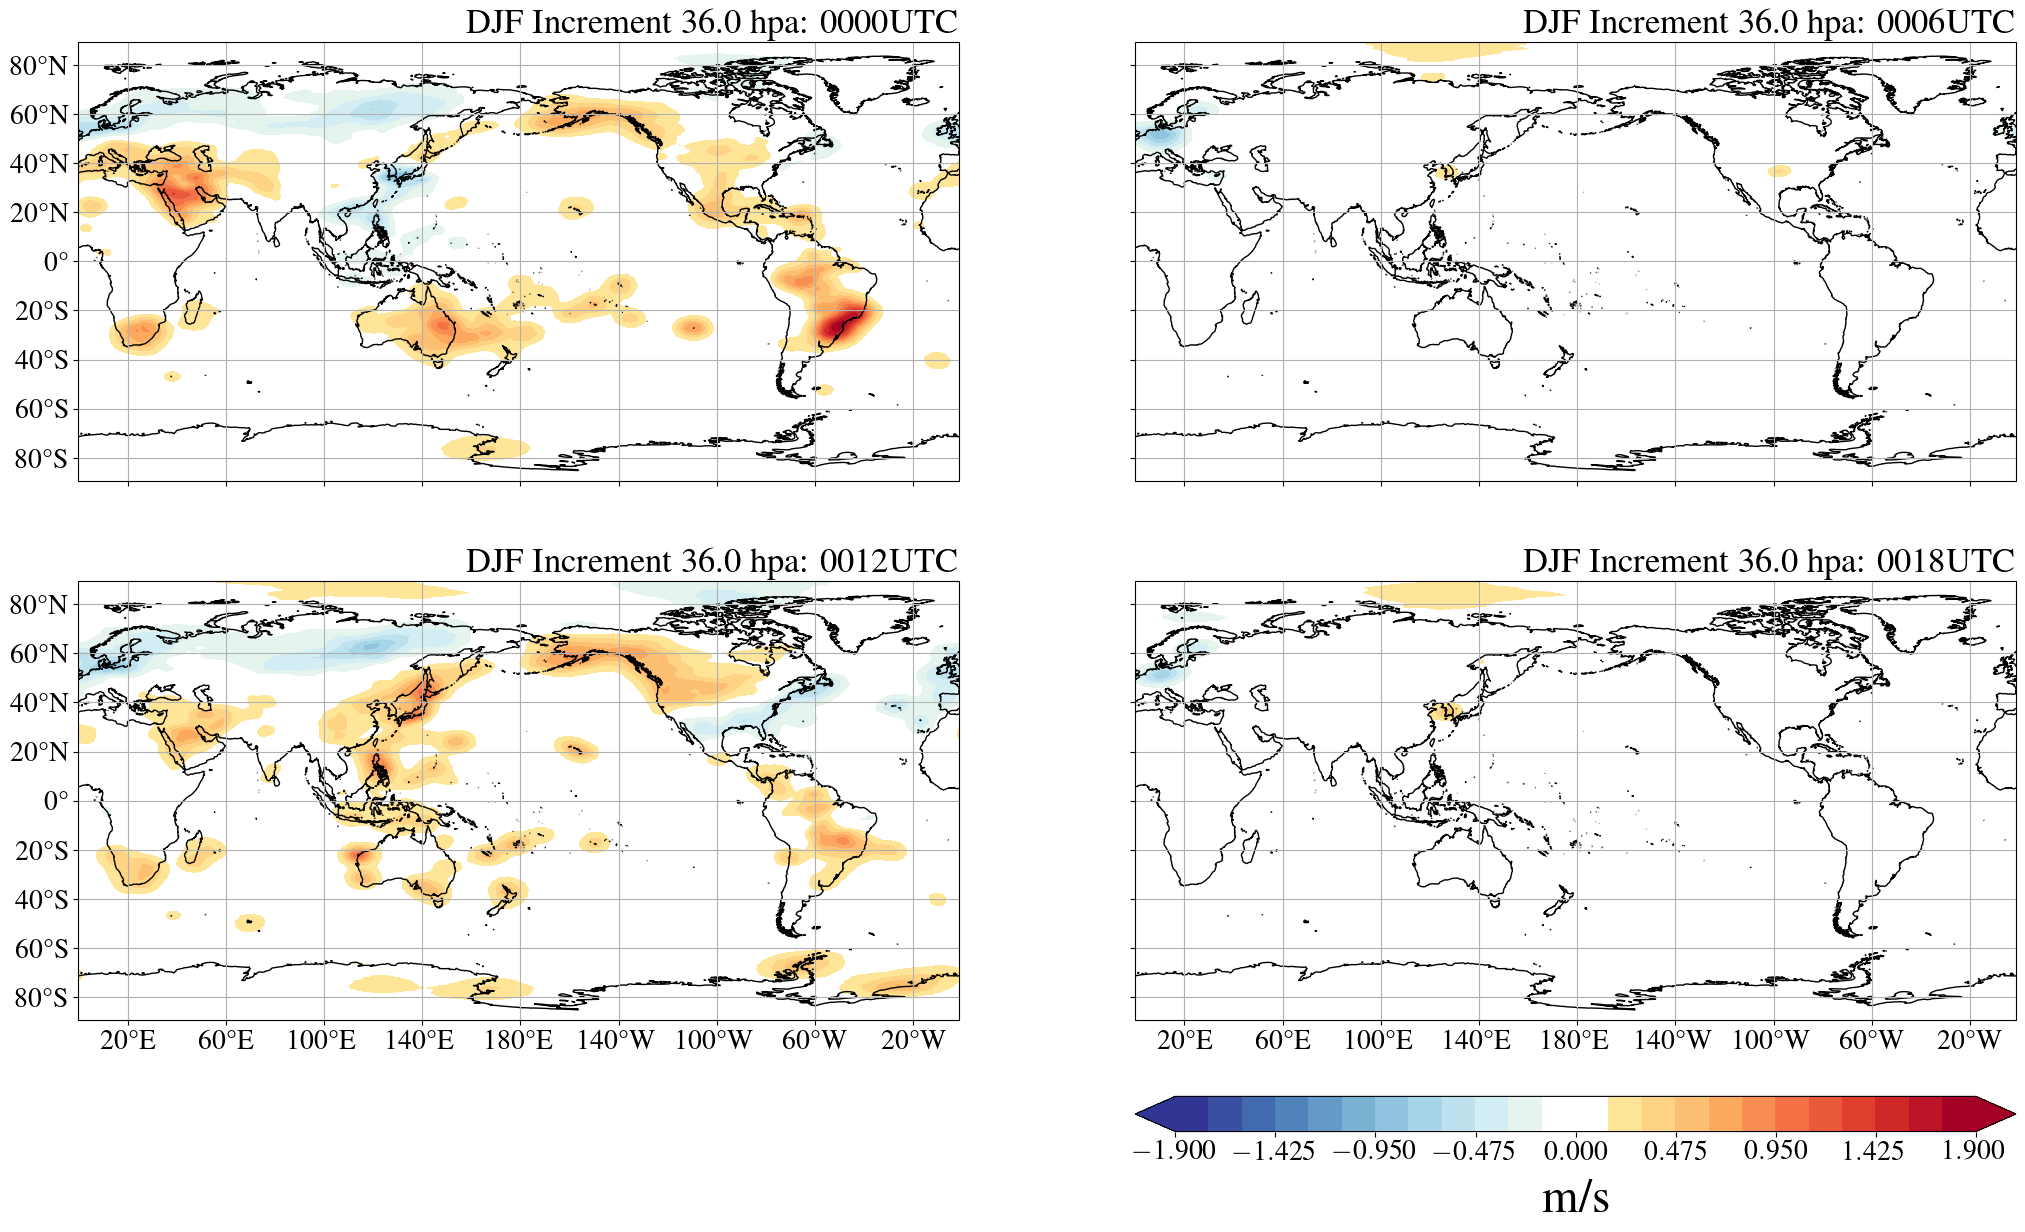 DJF Increment 36.0 hpa: 0000UTC
DJF Increment 36.0 hpa: 0006UTC
80°N
60°N
40°N
20°N
0°
20°S
40°S
60°S
80°S
DJF Increment 36.0 hpa: 0012UTC
DJF Increment 36.0 hpa: 0018UTC
80°N
60°N
40°N
20°N
0°
20°S
40°S
60°S
80°S
20°E 60°E 100°E 140°E 180°E 140°W 100°W 60°W 20°W
20°E 60°E 100°E 140°E 180°E 140°W 100°W 60°W 20°W
−1.900 −1.425 −0.950 −0.475 0.000 0.475 0.950 1.425 1.900
m/s